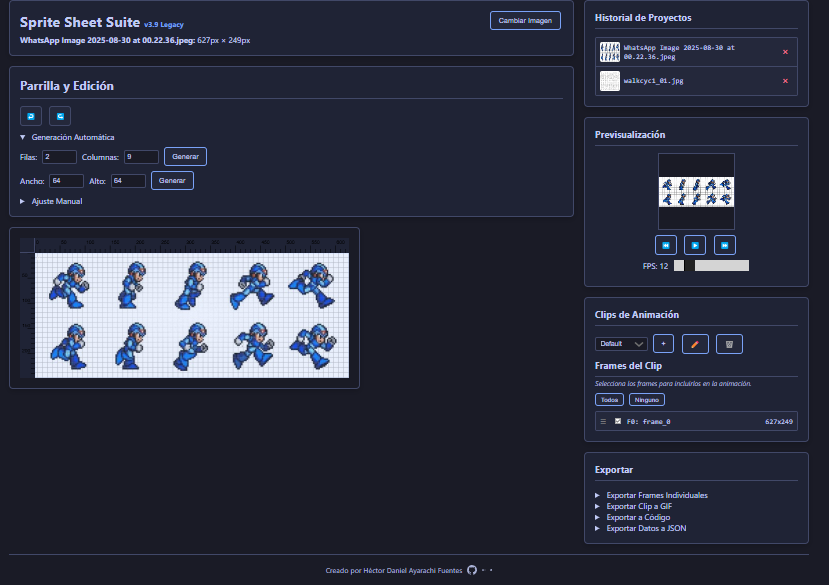 Sprite Sheet Suite v3.9 Legacy
WhatsApp Image 2025-08-30 at 00.22.36.jpeg: 627px × 249px
Cambiar Imagen
Parrilla y Edición
▼ Generación Automática
Filas: 2 Columnas: 9 Generar
Ancho: 64 Alto: 64 Generar
► Ajuste Manual
Historial de Proyectos
WhatsApp Image 2025-08-30 at
00.22.36.jpeg
walkcyc1_01.jpg
Previsualización
FPS: 12
Clips de Animación
Default
+
Frames del Clip
Selecciona los frames para incluirlos en la animación.
Todos Ninguno
F0: frame_0 627x249
Exportar
► Exportar Frames Individuales
► Exportar Clip a GIF
► Exportar a Código
► Exportar Datos a JSON
Creado por Héctor Daniel Ayarachi Fuentes